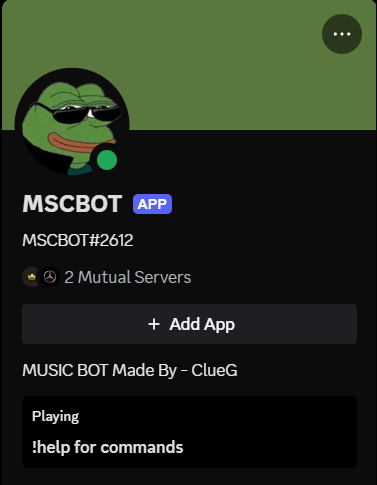 MSCBOT APP
MSCBOT#2612
2 Mutual Servers
+ Add App
MUSIC BOT Made By - ClueG
Playing
!help for commands